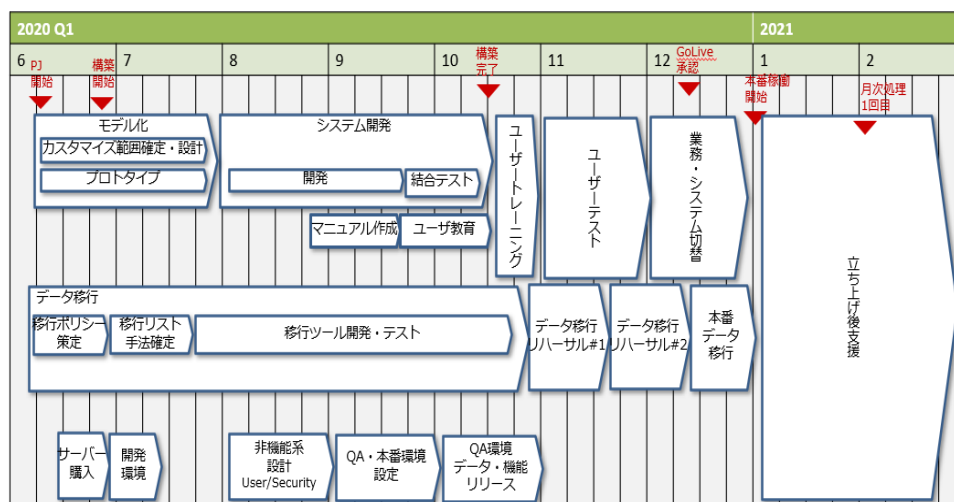 2020 Q1
2021
6
7
8
9
10
11
12
1
2
PJ
開始
構築
開始
構築
完了
GoLive
承認
本番稼働
開始
月次処理
1回目
モデル化
カスタマイズ範囲確定・設計
プロトタイプ
システム開発
開発
結合テスト
マニュアル作成
ユーザ教育
ユーザートレーニング
ユーザーテスト
業務・システム切替
立ち上げ後支援
データ移行
移行ポリシー
策定
移行リスト
手法確定
移行ツール開発・テスト
データ移行
リハーサル#1
データ移行
リハーサル#2
本番
データ
移行
サーバー
購入
開発
環境
非機能系
設計
User/Security
QA・本番環境
設定
QA環境
データ・機能
リリース